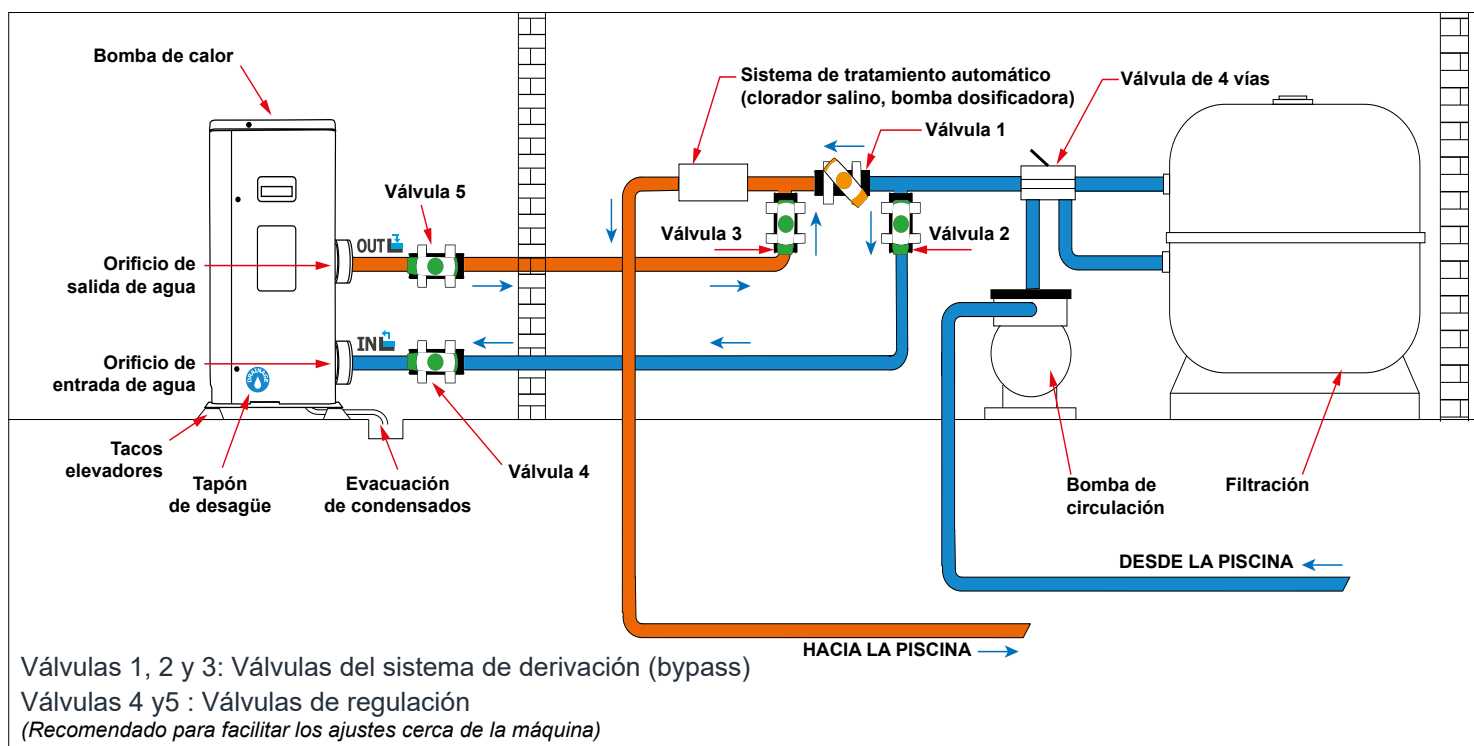 Bomba de calor
Sistema de tratamiento automático
(clorador salino, bomba dosificadora)
Válvula de 4 vías
Válvula 1
Válvula 5
Válvula 3
Válvula 2
OUT
Orificio de
salida de agua
IN
Orificio de
entrada de agua
DRAINAGE
Tacos
elevadores
Tapón
de desagüe
Evacuación
de condensados
Válvula 4
Bomba de
circulación
Filtración
DESDE LA PISCINA
HACIA LA PISCINA
Válvulas 1, 2 y 3: Válvulas del sistema de derivación (bypass)
Válvulas 4 y5 : Válvulas de regulación
(Recomendado para facilitar los ajustes cerca de la máquina)